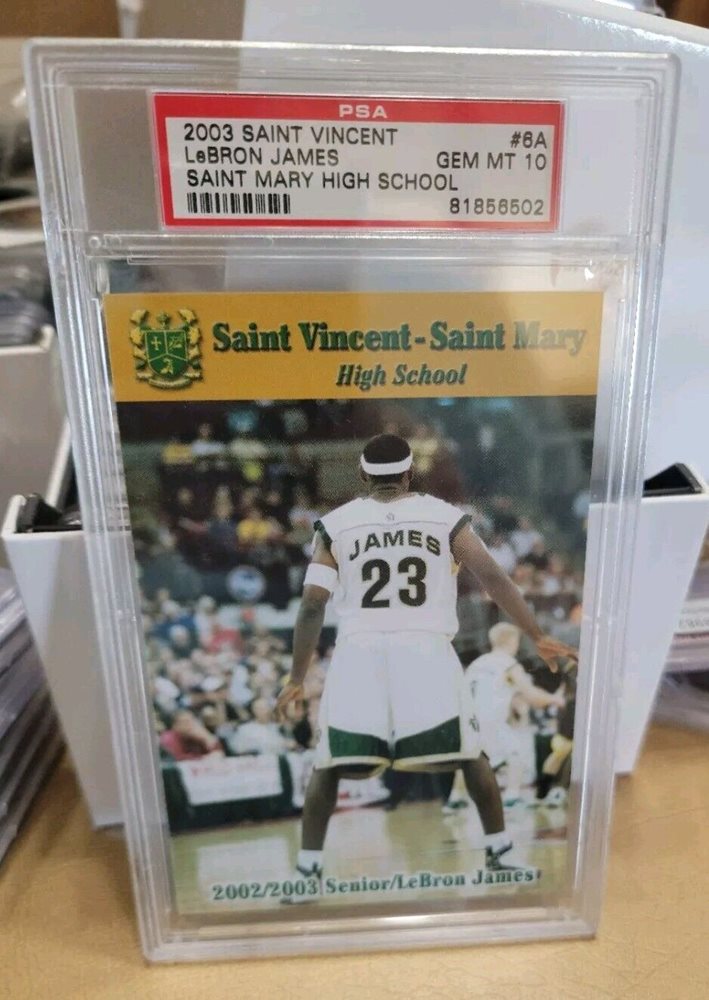 PSA
2003 SAINT VINCENT #6A
LeBRON JAMES GEM MT 10
SAINT MARY HIGH SCHOOL
81856502
Saint Vincent-Saint Mary
High School
JAMES
23
2002/2003 Senior/LeBron James